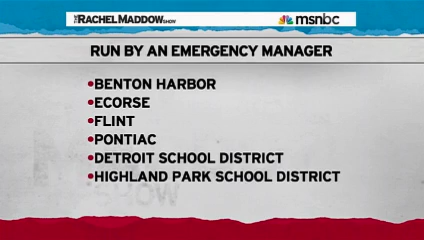 THE RACHEL MADDOW SHOW
msnbc
RUN BY AN EMERGENCY MANAGER
•BENTON HARBOR
•ECORSE
•FLINT
•PONTIAC
•DETROIT SCHOOL DISTRICT
•HIGHLAND PARK SCHOOL DISTRICT
SHOW